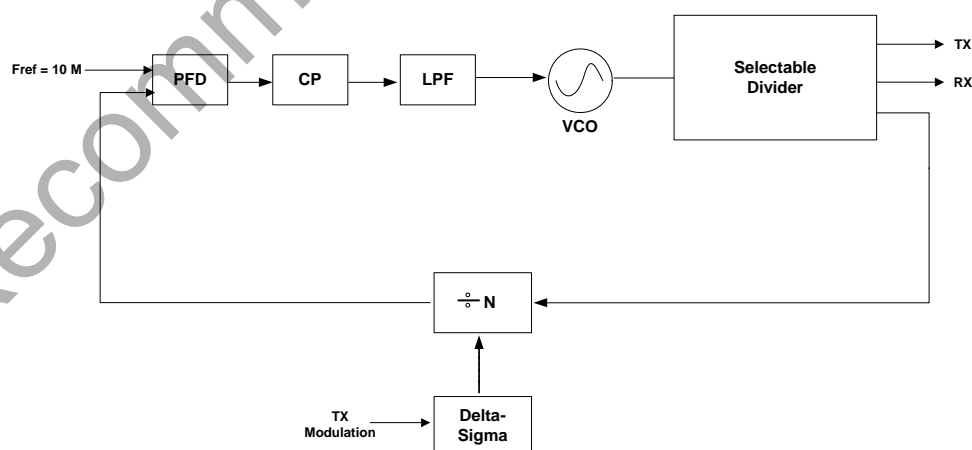 TX
Fref = 10 M
PFD
CP
LPF
Selectable
Divider
RX
VCO
÷ N
TX
Modulation
Delta-
Sigma